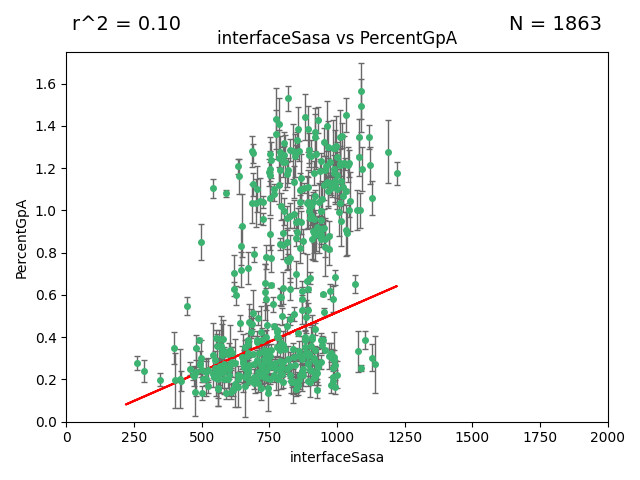 r^2 = 0.10
N = 1863
interfaceSasa vs PercentGpA
PercentGpA
1.6
1.4
1.2
1.0
0.8
0.6
0.4
0.2
0.0
0 250 500 750 1000 1250 1500 1750 2000
interfaceSasa